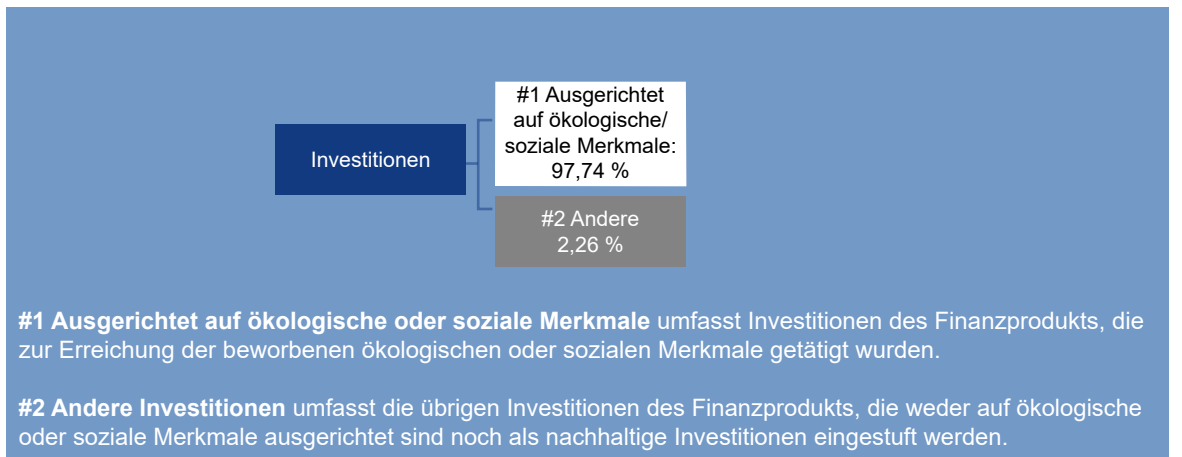 Investitionen
#1 Ausgerichtet
auf ökologische/
soziale Merkmale:
97,74 %
#2 Andere
2,26 %
#1 Ausgerichtet auf ökologische oder soziale Merkmale umfasst Investitionen des Finanzprodukts, die
zur Erreichung der beworbenen ökologischen oder sozialen Merkmale getätigt wurden.
#2 Andere Investitionen umfasst die übrigen Investitionen des Finanzprodukts, die weder auf ökologische
oder soziale Merkmale ausgerichtet sind noch als nachhaltige Investitionen eingestuft werden.